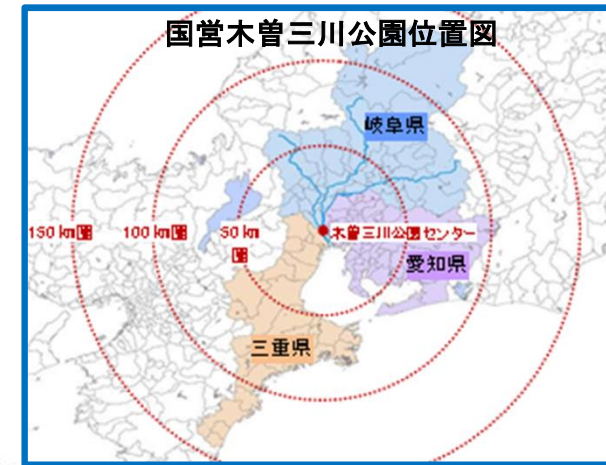 国営木曽三川公園位置図
岐阜県
150 km圏
100 km圏
50 km
圏
木曽三川公園センター
愛知県
三重県